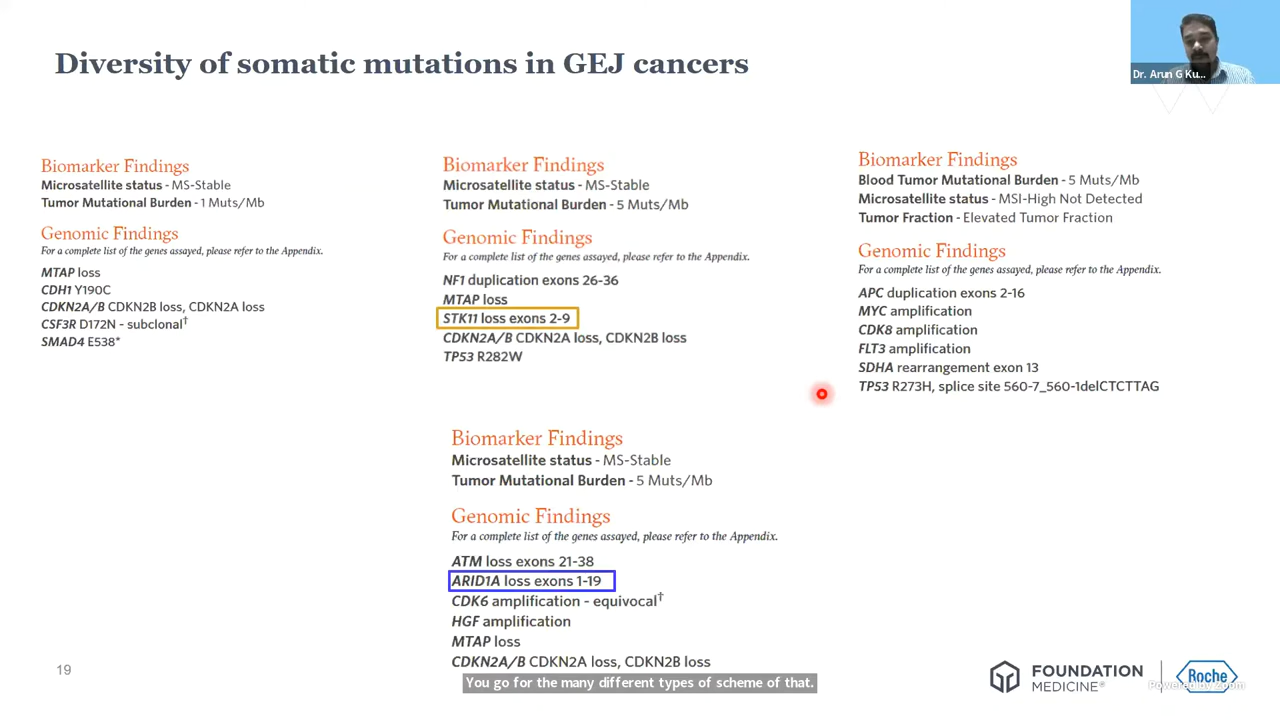 Diversity of somatic mutations in GEJ cancers
Dr. Arun G Ku...
Biomarker Findings
Microsatellite status - MS-Stable
Tumor Mutational Burden - 1 Muts/Mb
Genomic Findings
For a complete list of the genes assayed, please refer to the Appendix.
MTAP loss
CDH1 Y190C
CDKN2A/B CDKN2B loss, CDKN2A loss
CSF3R D172N - subclonal†
SMAD4 E538*
Biomarker Findings
Microsatellite status - MS-Stable
Tumor Mutational Burden - 5 Muts/Mb
Genomic Findings
For a complete list of the genes assayed, please refer to the Appendix.
NF1 duplication exons 26-36
MTAP loss
STK11 loss exons 2-9
CDKN2A/B CDKN2A loss, CDKN2B loss
TP53 R282W
Biomarker Findings
Blood Tumor Mutational Burden - 5 Muts/Mb
Microsatellite status - MSI-High Not Detected
Tumor Fraction - Elevated Tumor Fraction
Genomic Findings
For a complete list of the genes assayed, please refer to the Appendix.
APC duplication exons 2-16
MYC amplification
CDK8 amplification
FLT3 amplification
SDHA rearrangement exon 13
TP53 R273H, splice site 560-7_560-1delCTCTTAG
Biomarker Findings
Microsatellite status - MS-Stable
Tumor Mutational Burden - 5 Muts/Mb
Genomic Findings
For a complete list of the genes assayed, please refer to the Appendix.
ATM loss exons 21-38
ARID1A loss exons 1-19
CDK6 amplification - equivocal†
HGF amplification
MTAP loss
CDKN2A/B CDKN2A loss, CDKN2B loss
You go for the many different types of scheme of that.
19
FOUNDATION
MEDICINE®
Roche
Powered by Zoom